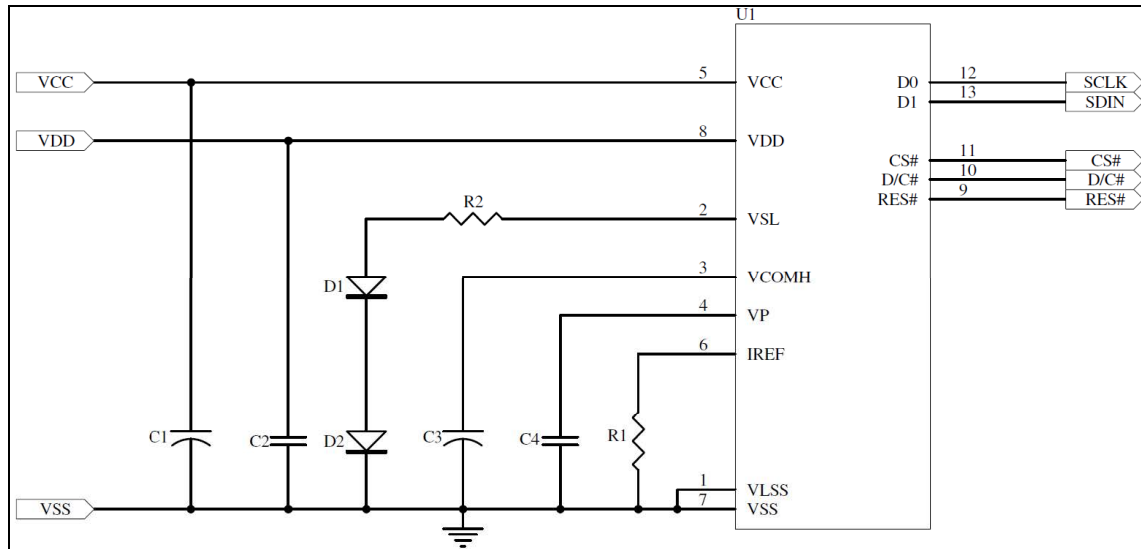 U1
VCC 5 VCC D0 12 SCLK
D1 13 SDIN
VDD 8 VDD
CS# 11 CS#
D/C# 10 D/C#
RES# 9 RES#
R2 2 VSL
3 VCOMH
D1
4 VP
6 IREF
C1 C2 D2 C3 C4 R1
1 VLSS
VSS 7 VSS